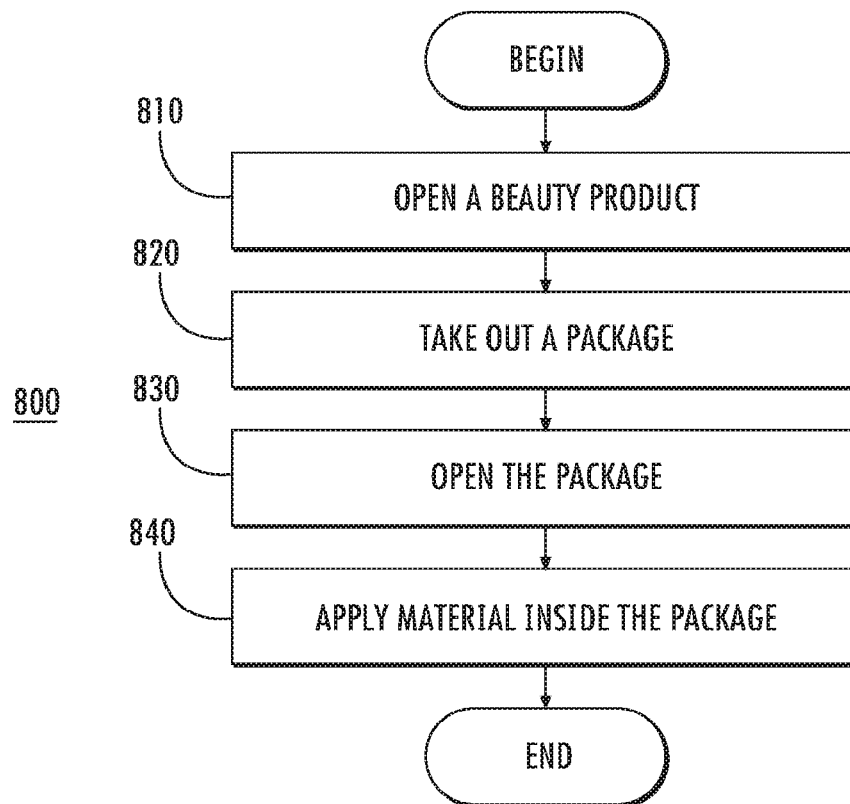 BEGIN
810
OPEN A BEAUTY PRODUCT
820
TAKE OUT A PACKAGE
800
830
OPEN THE PACKAGE
840
APPLY MATERIAL INSIDE THE PACKAGE
END